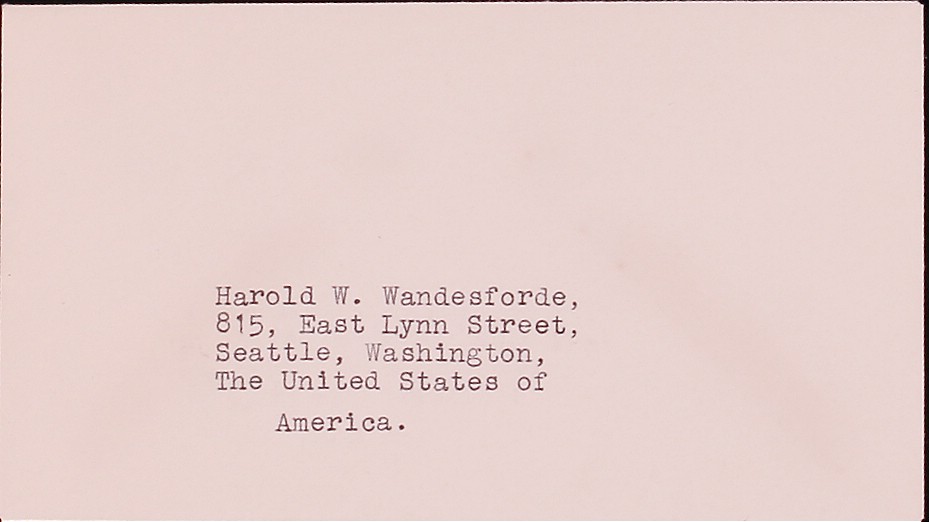 Harold W. Wandesforde,
815, East Lynn Street,
Seattle, Washington,
The United States of
America.